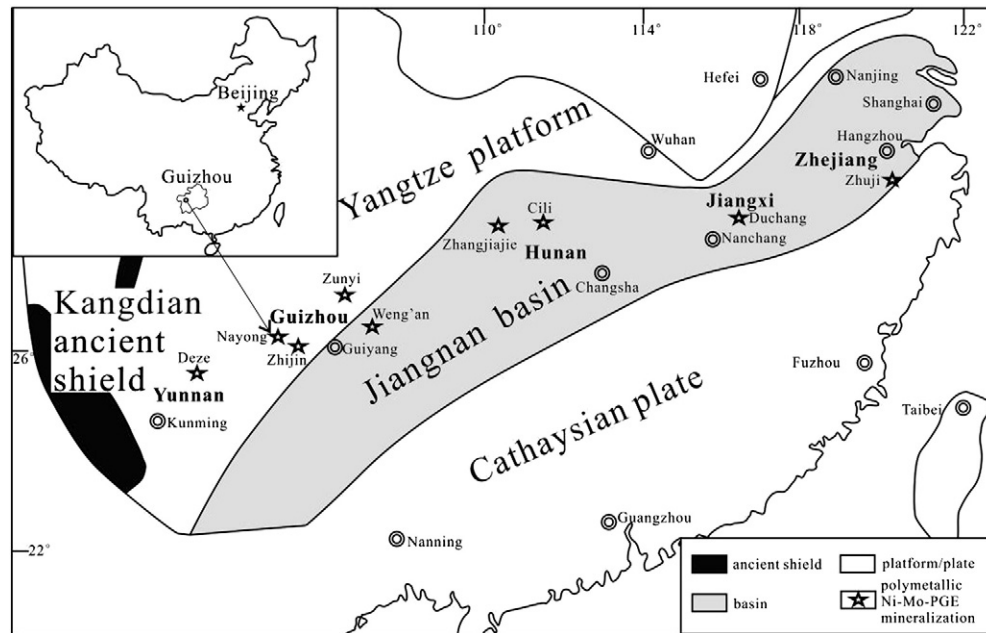 110°
114°
118°
122°
Beijing
Guizhou
Hefei
Nanjing
Shanghai
Wuhan
Hangzhou
Zhejiang
Zhuji
Yangtze platform
Cili
Zhangjiajie
Hunan
Jiangxi
Duchang
Nanchang
Changsha
Zunyi
Guizhou
Weng'an
Nayong
Zhijin
Guiyang
Jiangnan basin
Kangdian
ancient
shield
26°
Deze
Yunnan
Kunming
Fuzhou
Taibei
Cathaysian plate
Guangzhou
Nanning
22°
ancient shield
platform/plate
basin
polymetallic
Ni-Mo-PGE
mineralization